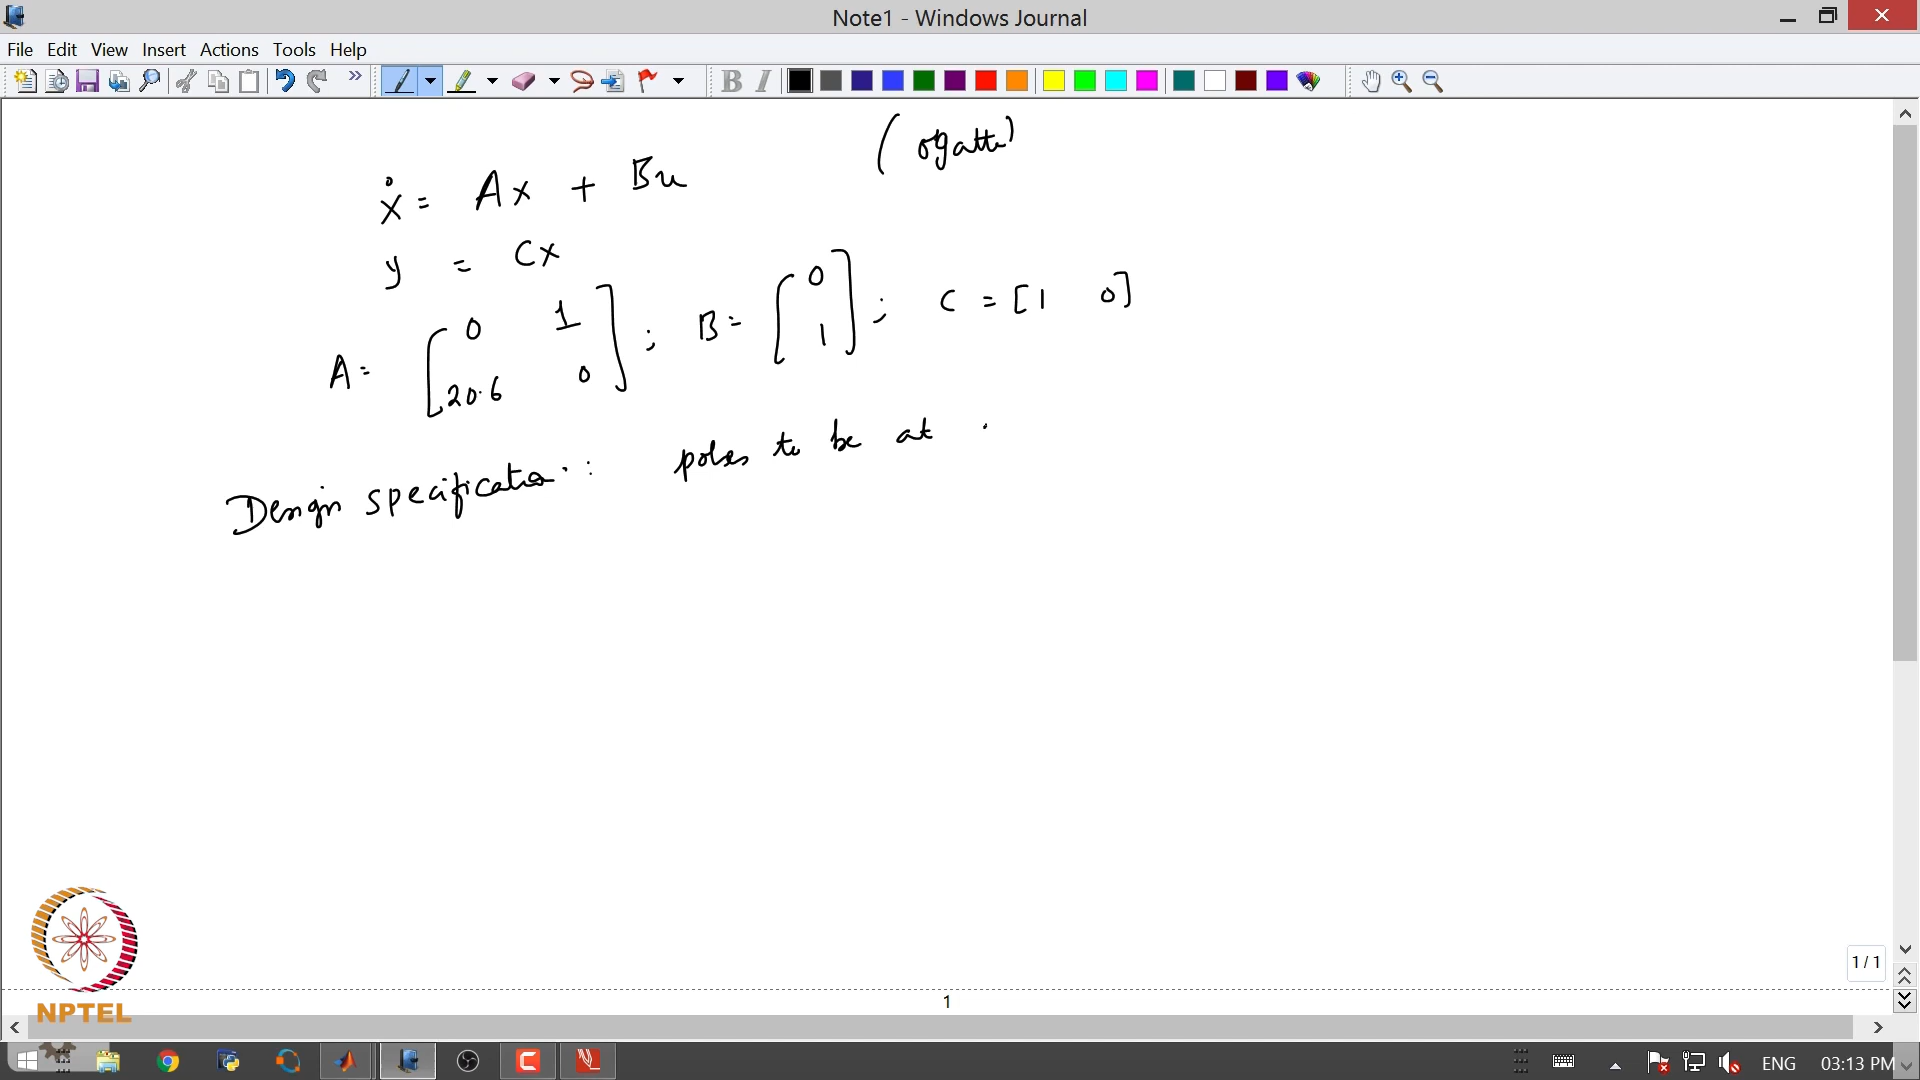 Note1 - Windows Journal
File Edit View Insert Actions Tools Help
(ogatta)
ẋ = Ax + Bu
y = Cx
A = [0 1; 20.6 0]; B = [0; 1]; C = [1 0]
Design specification: poles to be at
1 / 1
1
NPTEL
ENG 03:13 PM